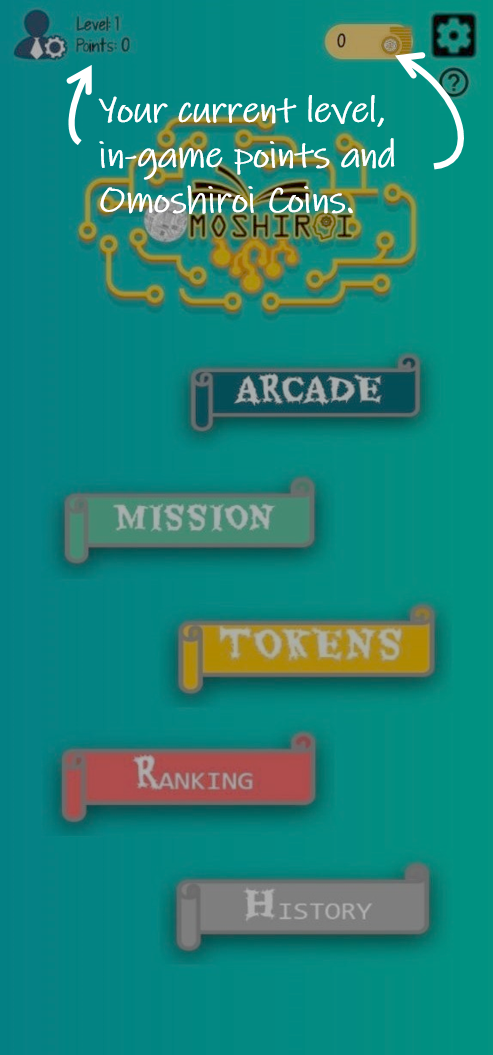 Level: 1
Points: 0
0
?
Your current level,
in-game points and
Omoshiroi Coins.
MOSHIROI
ARCADE
MISSION
TOKENS
RANKING
HISTORY